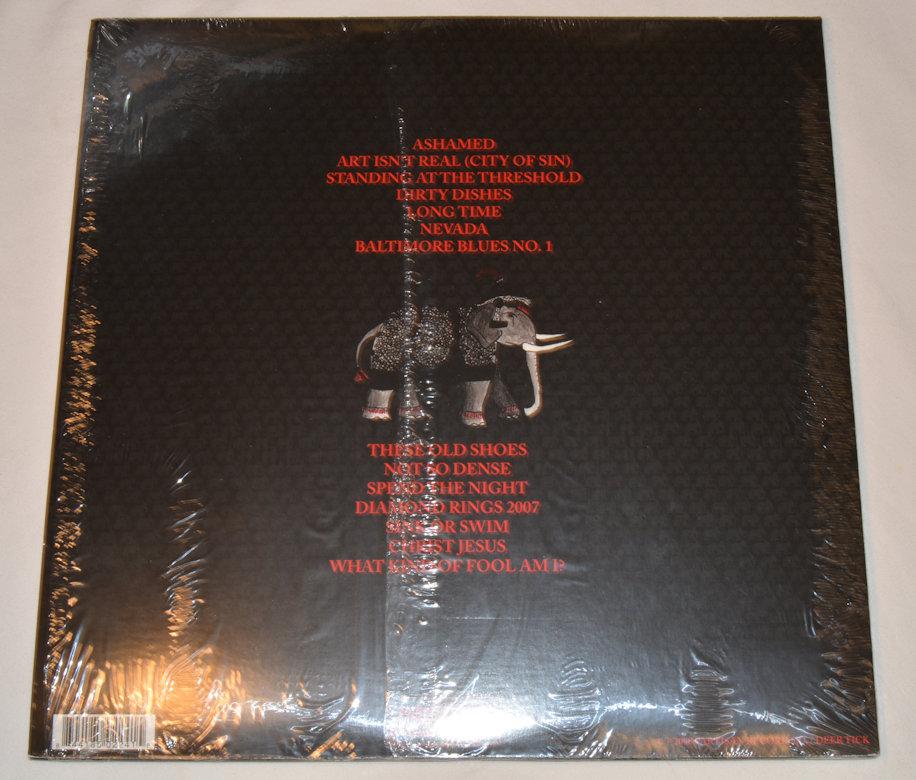 ASHAMED
ART ISN'T REAL (CITY OF SIN)
STANDING AT THE THRESHOLD
DIRTY DISHES
LONG TIME
NEVADA
BALTIMORE BLUES NO. 1
THESE OLD SHOES
NOT SO DENSE
SPEND THE NIGHT
DIAMOND RINGS 2007
SINK OR SWIM
CHRIST JESUS
WHAT KIND OF FOOL AM I?
DEER TICK